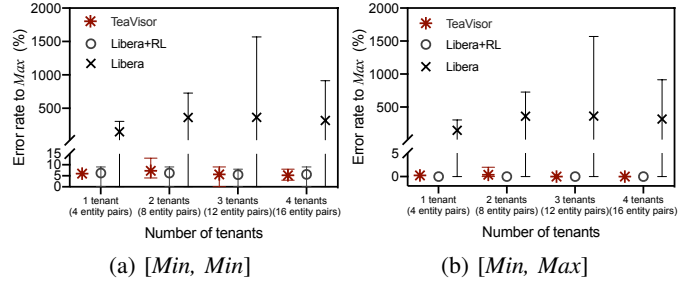 (a)
Error rate to Max (%)
2000
1500
1000
500
15
10
5
0
TeaVisor
Libera+RL
Libera
1 tenant
(4 entity pairs)
2 tenants
(8 entity pairs)
3 tenants
(12 entity pairs)
4 tenants
(16 entity pairs)
Number of tenants
(a) [Min, Min]
(b)
Error rate to Max (%)
2000
1500
1000
500
5
0
TeaVisor
Libera+RL
Libera
1 tenant
(4 entity pairs)
2 tenants
(8 entity pairs)
3 tenants
(12 entity pairs)
4 tenants
(16 entity pairs)
Number of tenants
(b) [Min, Max]